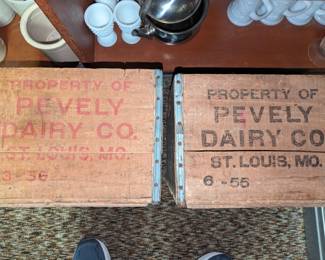 PROPERTY OF
PEVELY
DAIRY CO.
ST. LOUIS, MO.
3-56
PROPERTY OF
PEVELY
DAIRY CO.
ST. LOUIS, MO.
6-55